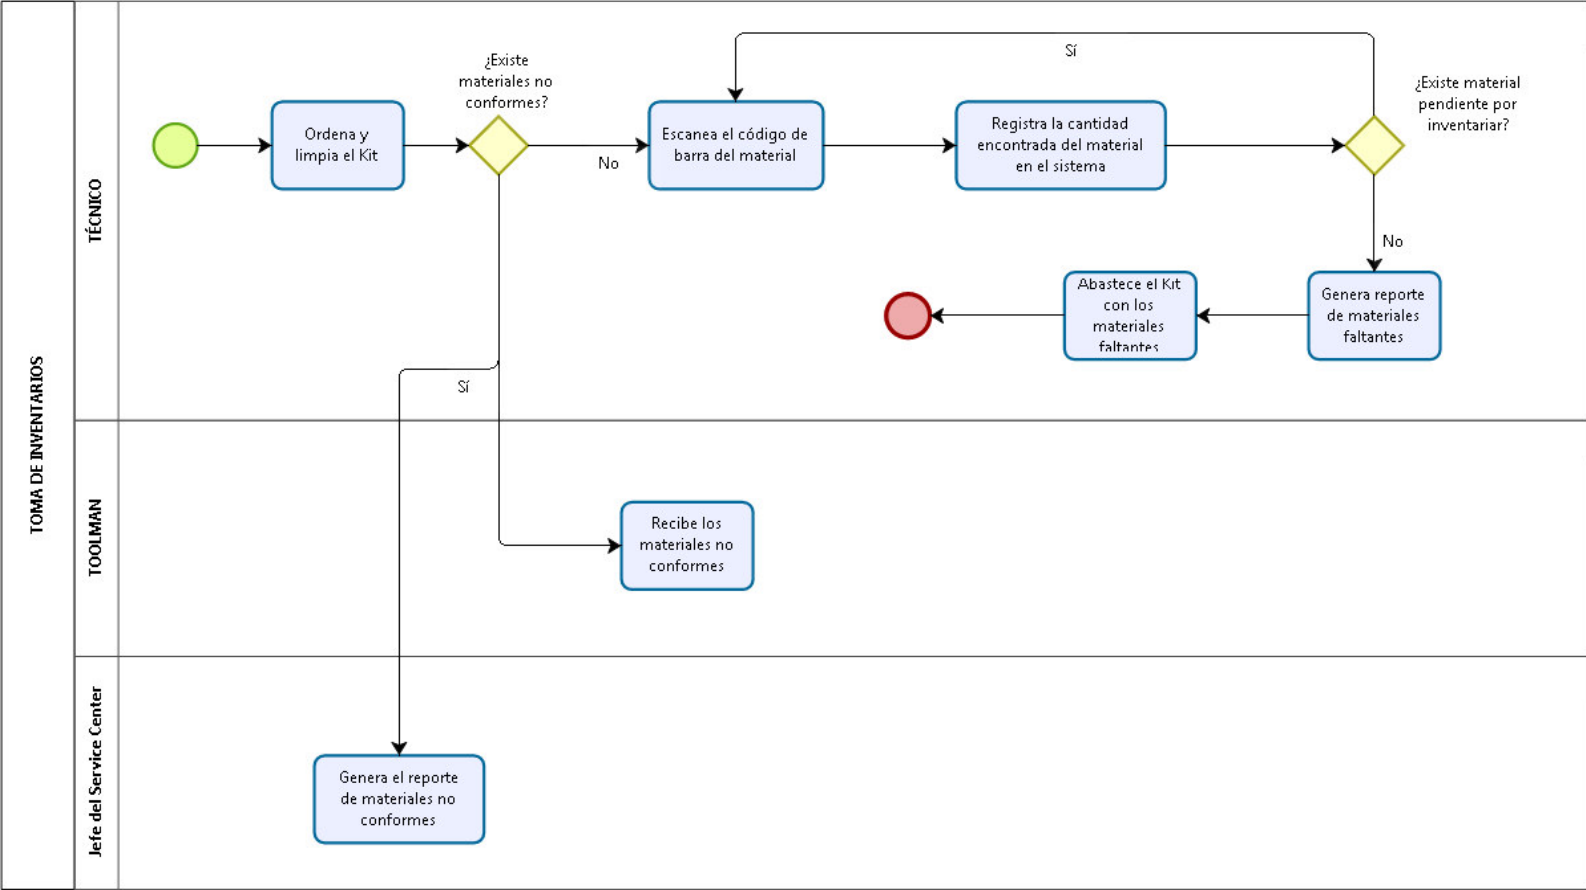 TOMA DE INVENTARIOS
TÉCNICO
Ordena y
limpia el Kit
¿Existe
materiales no
conformes?
No
Sí
Escanea el código de
barra del material
Registra la cantidad
encontrada del material
en el sistema
Sí
¿Existe material
pendiente por
inventariar?
No
Genera reporte
de materiales
faltantes
Abastece el Kit
con los
materiales
faltantes
TOOLMAN
Recibe los
materiales no
conformes
Jefe del Service Center
Genera el reporte
de materiales no
conformes